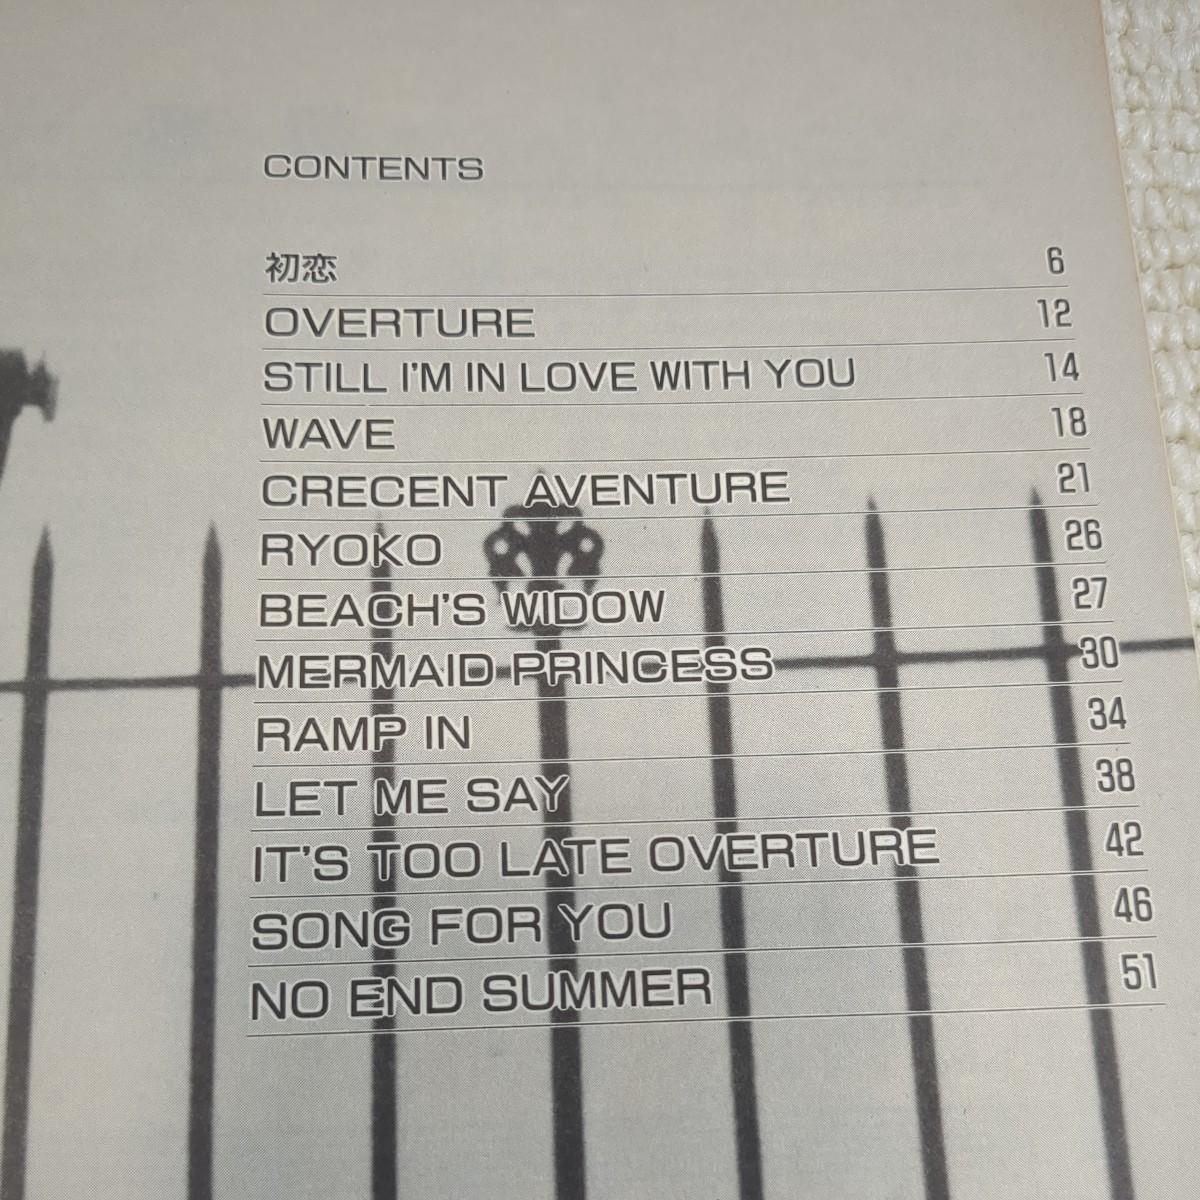 CONTENTS
初恋 6
OVERTURE 12
STILL I'M IN LOVE WITH YOU 14
WAVE 18
CRECENT AVENTURE 21
RYOKO 26
BEACH'S WIDOW 27
MERMAID PRINCESS 30
RAMP IN 34
LET ME SAY 38
IT'S TOO LATE OVERTURE 42
SONG FOR YOU 46
NO END SUMMER 51